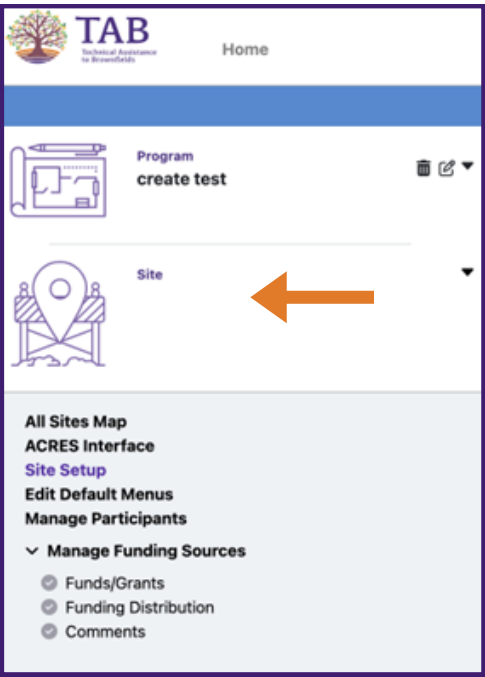 TAB
Technical Assistance
to Brownfields
Home
Program
create test
Site
All Sites Map
ACRES Interface
Site Setup
Edit Default Menus
Manage Participants
Manage Funding Sources
Funds/Grants
Funding Distribution
Comments